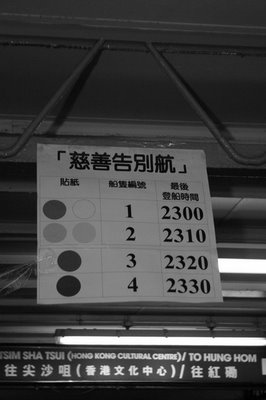 「慈善告別航」
貼紙 船隻編號 最後登船時間
1 2300
2 2310
3 2320
4 2330
TSIM SHA TSUI (HONG KONG CULTURAL CENTRE)/ TO HUNG HOM
往尖沙咀(香港文化中心)/往紅磡